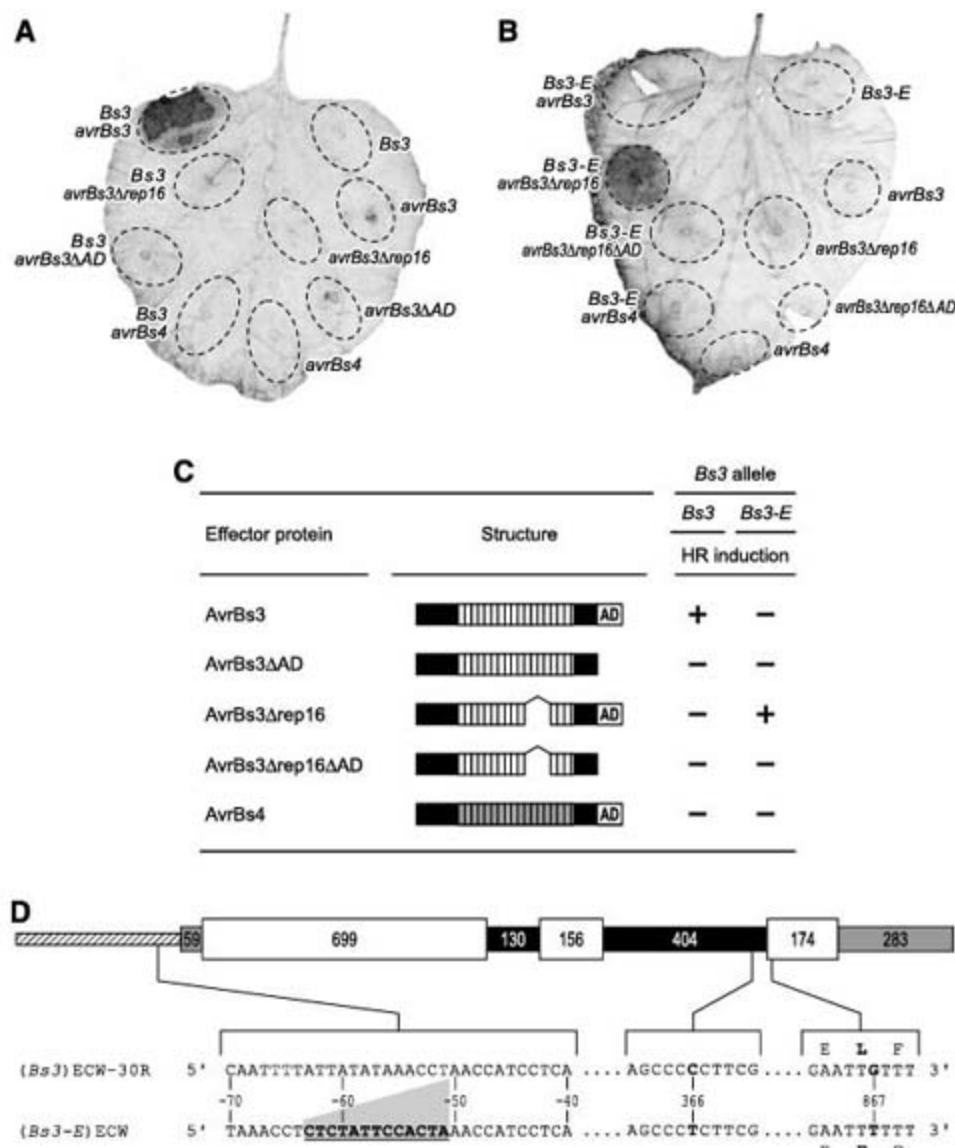 A
Bs3
avrBs3
Bs3
avrBs3Δrep16
Bs3
avrBs3ΔAD
Bs3
avrBs4
avrBs4
avrBs3ΔAD
avrBs3Δrep16
avrBs3
Bs3
B
Bs3-E
avrBs3
Bs3-E
avrBs3Δrep16
Bs3-E
avrBs3Δrep16ΔAD
Bs3-E
avrBs4
avrBs4
avrBs3Δrep16ΔAD
avrBs3Δrep16
avrBs3
Bs3-E
C
Bs3 allele
Effector protein Structure Bs3 Bs3-E
HR induction
AvrBs3 AD + −
AvrBs3ΔAD − −
AvrBs3Δrep16 AD − +
AvrBs3Δrep16ΔAD − −
AvrBs4 AD − −
D
59 699 130 156 404 174 283
E L F
(Bs3)ECW-30R 5' CAATTTTATTATATAAACCTAACCATCCTCA .... AGCCCCCTTCG .... GAATTGTTT 3'
-70 -60 -50 -40 366 867
(Bs3-E)ECW 5' TAAACCTCTCTATTCCACTAAACCATCCTCA .... AGCCCTCTTCG .... GAATTTTTT 3'